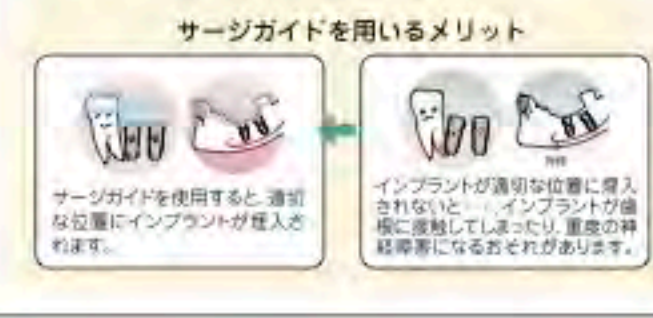 サージガイドを用いるメリット
サージガイドを使用すると、適切
な位置にインプラントが埋入さ
れます。
インプラントが適切な位置に埋入
されないと・・・、インプラントが歯
根に接触してしまったり、重度の神
経障害になるおそれがあります。